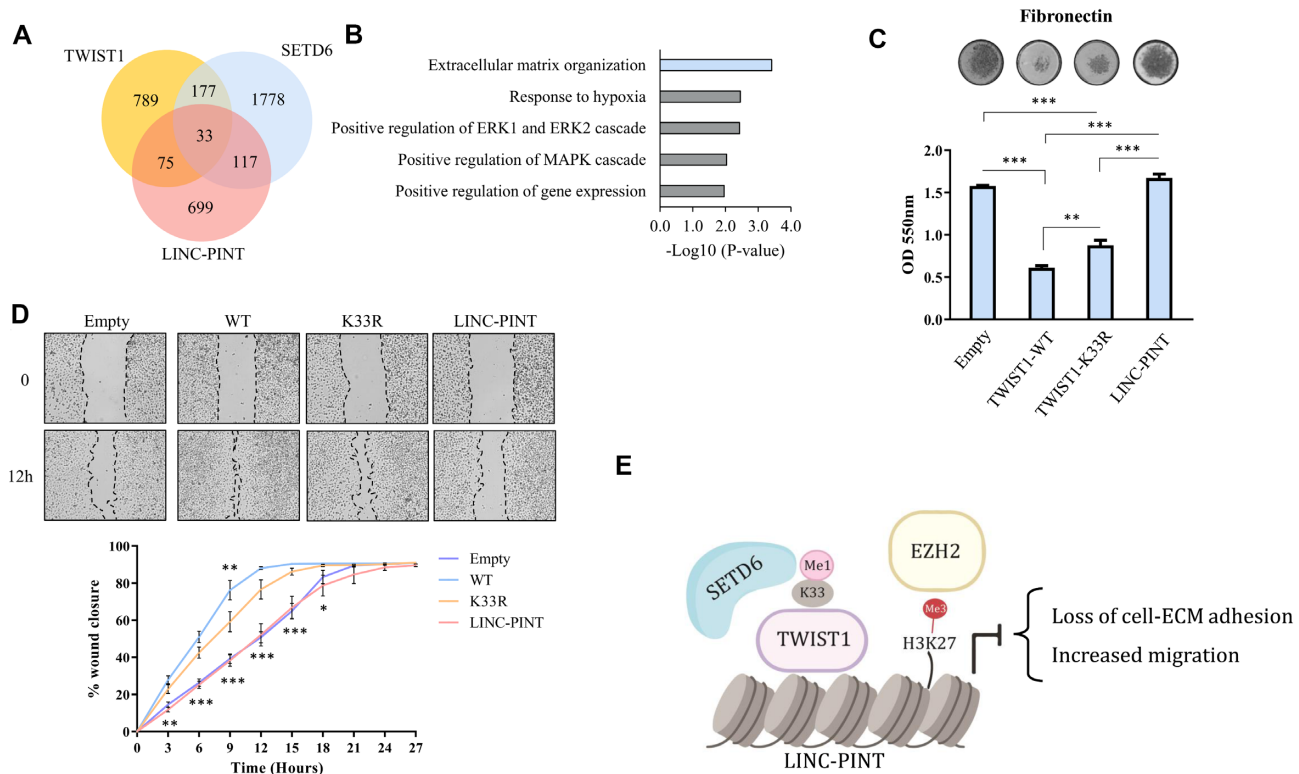 A
TWIST1
SETD6
789
177
1778
33
75
117
699
LINC-PINT
B
Extracellular matrix organization
Response to hypoxia
Positive regulation of ERK1 and ERK2 cascade
Positive regulation of MAPK cascade
Positive regulation of gene expression
0.0 1.0 2.0 3.0 4.0
-Log10 (P-value)
C
Fibronectin
***
***
*** ***
**
2.0
1.5
1.0
0.5
0.0
OD 550nm
Empty
TWIST1-WT
TWIST1-K33R
LINC-PINT
D
Empty WT K33R LINC-PINT
0
12h
100
80
60
40
20
0
% wound closure
**
**
***
***
***
***
*
Empty
WT
K33R
LINC-PINT
0 3 6 9 12 15 18 21 24 27
Time (Hours)
E
SETD6
Me1
K33
TWIST1
EZH2
Me3
H3K27
LINC-PINT
Loss of cell-ECM adhesion
Increased migration